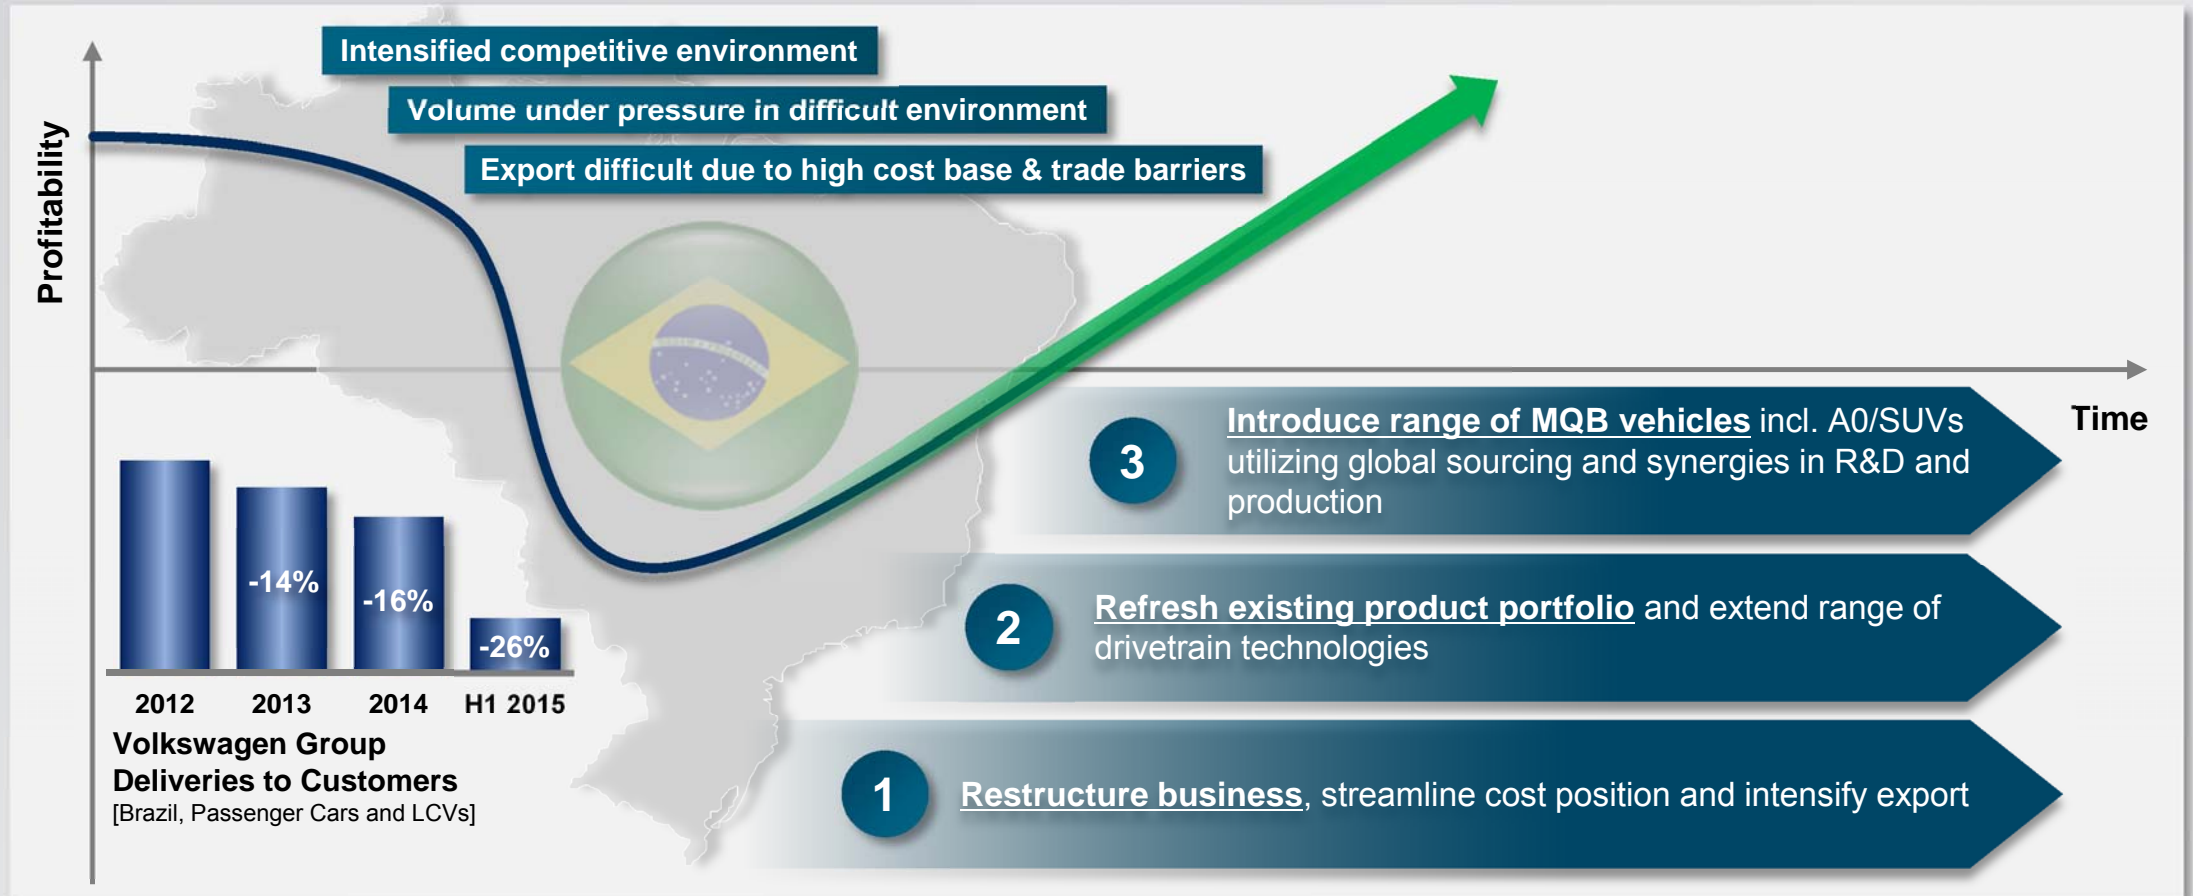 Intensified competitive environment
Volume under pressure in difficult environment
Export difficult due to high cost base & trade barriers
Profitability
Time
3
Introduce range of MQB vehicles incl. A0/SUVs
utilizing global sourcing and synergies in R&D and
production
2
Refresh existing product portfolio and extend range of
drivetrain technologies
1
Restructure business, streamline cost position and intensify export
-14%
-16%
-26%
2012 2013 2014 H1 2015
Volkswagen Group
Deliveries to Customers
[Brazil, Passenger Cars and LCVs]